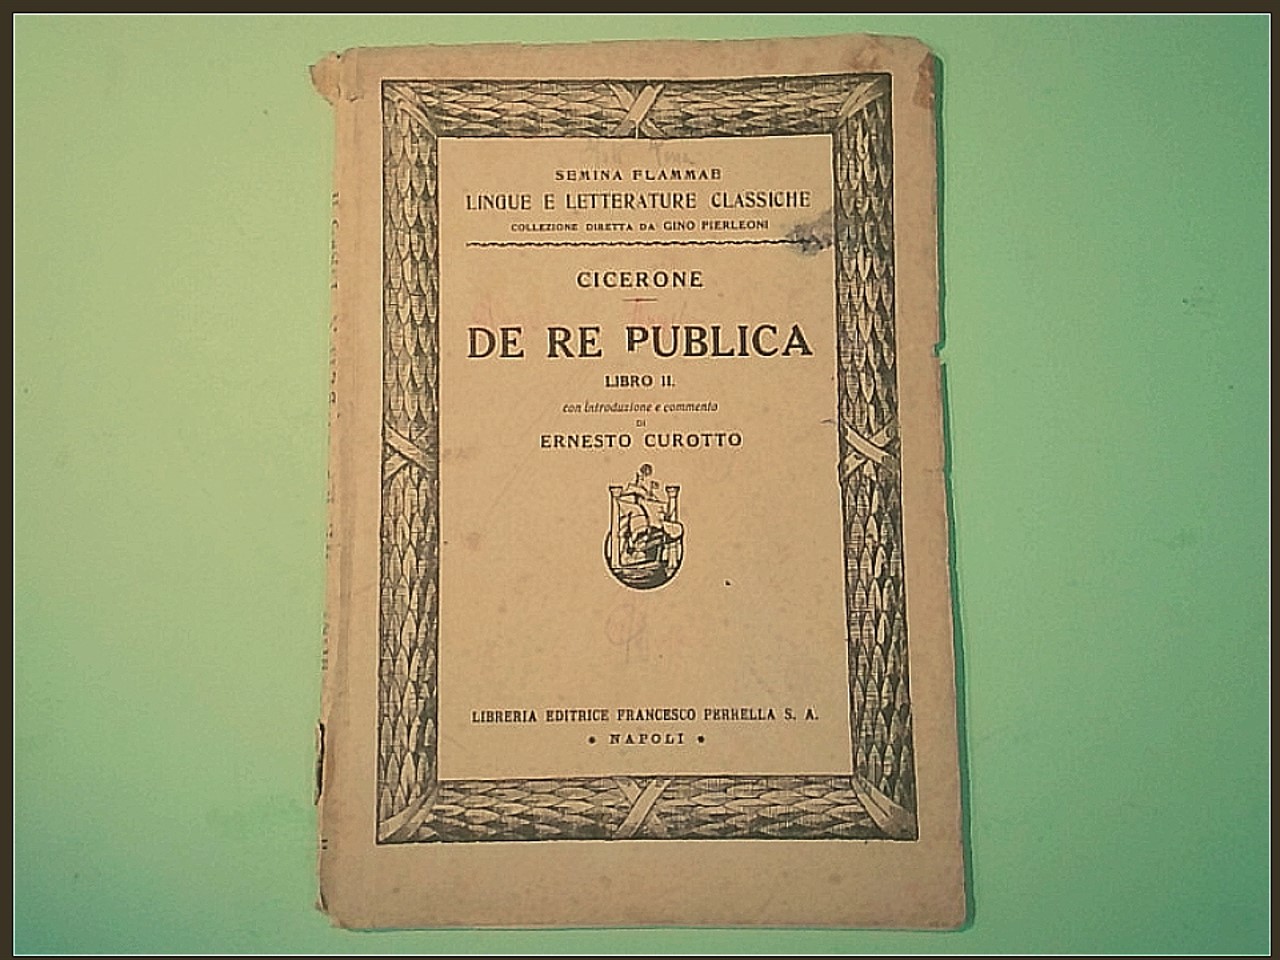 SEMINA FLAMMAE
LINGUE E LETTERATURE CLASSICHE
COLLEZIONE DIRETTA DA GINO PIERLEONI
CICERONE
DE RE PUBLICA
LIBRO II.
con introduzione e commento
DI
ERNESTO CUROTTO
LIBRERIA EDITRICE FRANCESCO PERRELLA S. A.
• NAPOLI •